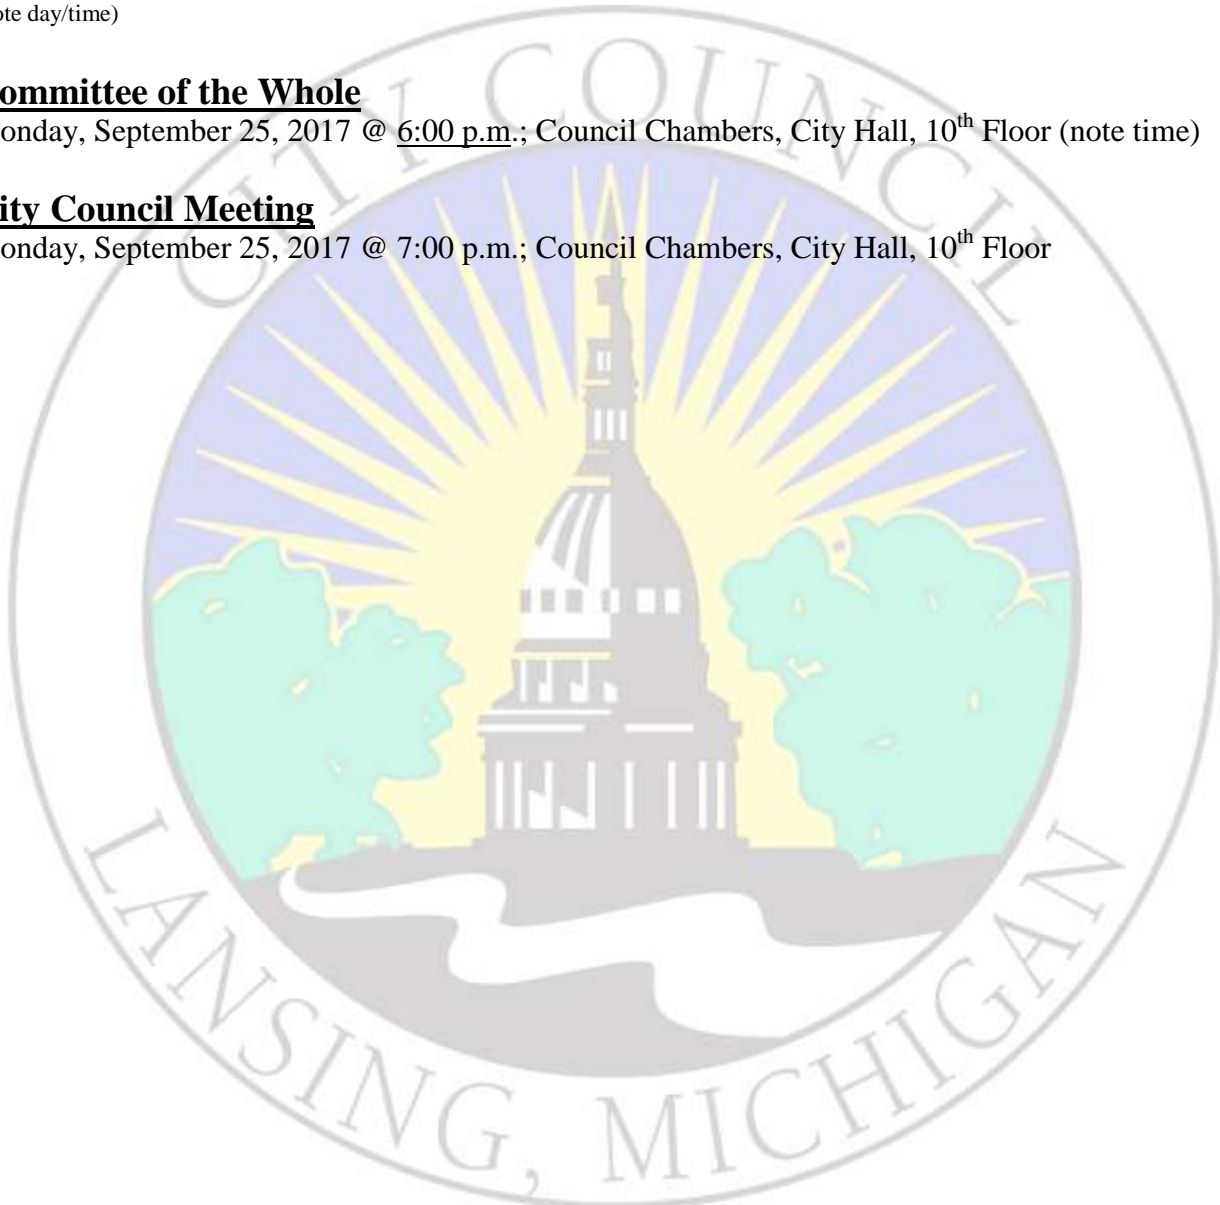 ote day/time)
ommittee of the Whole
onday, September 25, 2017 @ 6:00 p.m.; Council Chambers, City Hall, 10th Floor (note time)
ity Council Meeting
onday, September 25, 2017 @ 7:00 p.m.; Council Chambers, City Hall, 10th Floor
CITY COUNCIL
LANSING, MICHIGAN